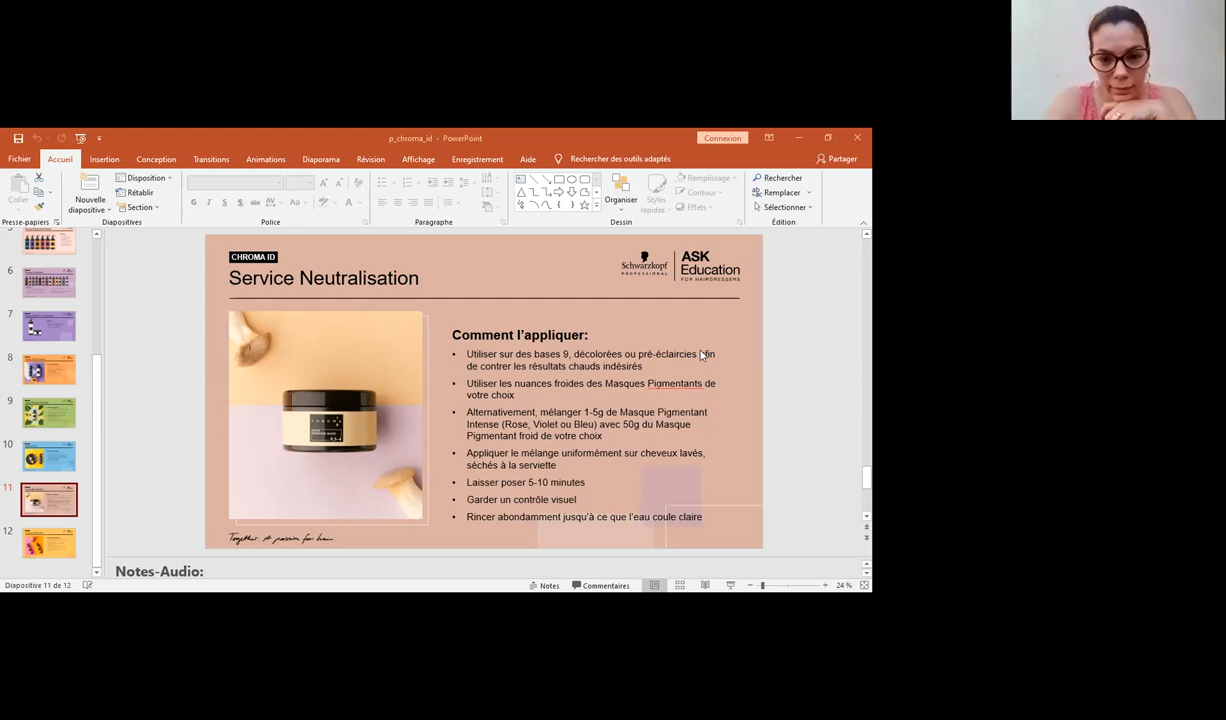 p_chroma_id - PowerPoint
Connexion
Fichier Accueil Insertion Conception Transitions Animations Diaporama Révision Affichage Enregistrement Aide Rechercher des outils adaptés Partager
Coller
Nouvelle
diapositive
Disposition
Rétablir
Section
Organiser
Styles
rapides
Remplissage
Contour
Effets
Rechercher
Remplacer
Sélectionner
Presse-papiers Diapositives Police Paragraphe Dessin Édition
6
7
8
9
10
11
12
CHROMA ID
Service Neutralisation
Schwarzkopf
PROFESSIONAL
ASK
Education
FOR HAIRDRESSERS
Comment l'appliquer:
• Utiliser sur des bases 9, décolorées ou pré-éclaircies afin
de contrer les résultats chauds indésirés
• Utiliser les nuances froides des Masques Pigmentants de
votre choix
• Alternativement, mélanger 1-5g de Masque Pigmentant
Intense (Rose, Violet ou Bleu) avec 50g du Masque
Pigmentant froid de votre choix
• Appliquer le mélange uniformément sur cheveux lavés,
séchés à la serviette
• Laisser poser 5-10 minutes
• Garder un contrôle visuel
• Rincer abondamment jusqu'à ce que l'eau coule claire
9,5-4
Together. A passion for hair.
Notes-Audio:
Diapositive 11 de 12
Notes Commentaires
24 %